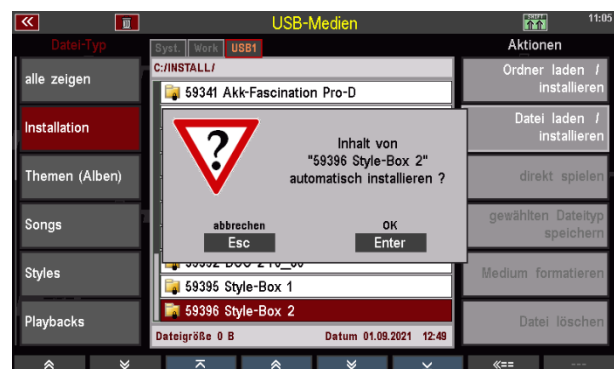 USB-Medien
SHIFT
11:05
Datei-Typ
Syst.
Work
USB1
Aktionen
C:/INSTALL/
alle zeigen
Installation
Themen (Alben)
Songs
Styles
Playbacks
59341 Akk-Fascination Pro-D
?
Inhalt von
"59396 Style-Box 2"
automatisch installieren ?
abbrechen
Esc
OK
Enter
59395 Style-Box 1
59396 Style-Box 2
Dateigröße 0 B
Datum 01.09.2021 12:49
Ordner laden /
installieren
Datei laden /
installieren
direkt spielen
gewählten Dateityp
speichern
Medium formatieren
Datei löschen
«==
---